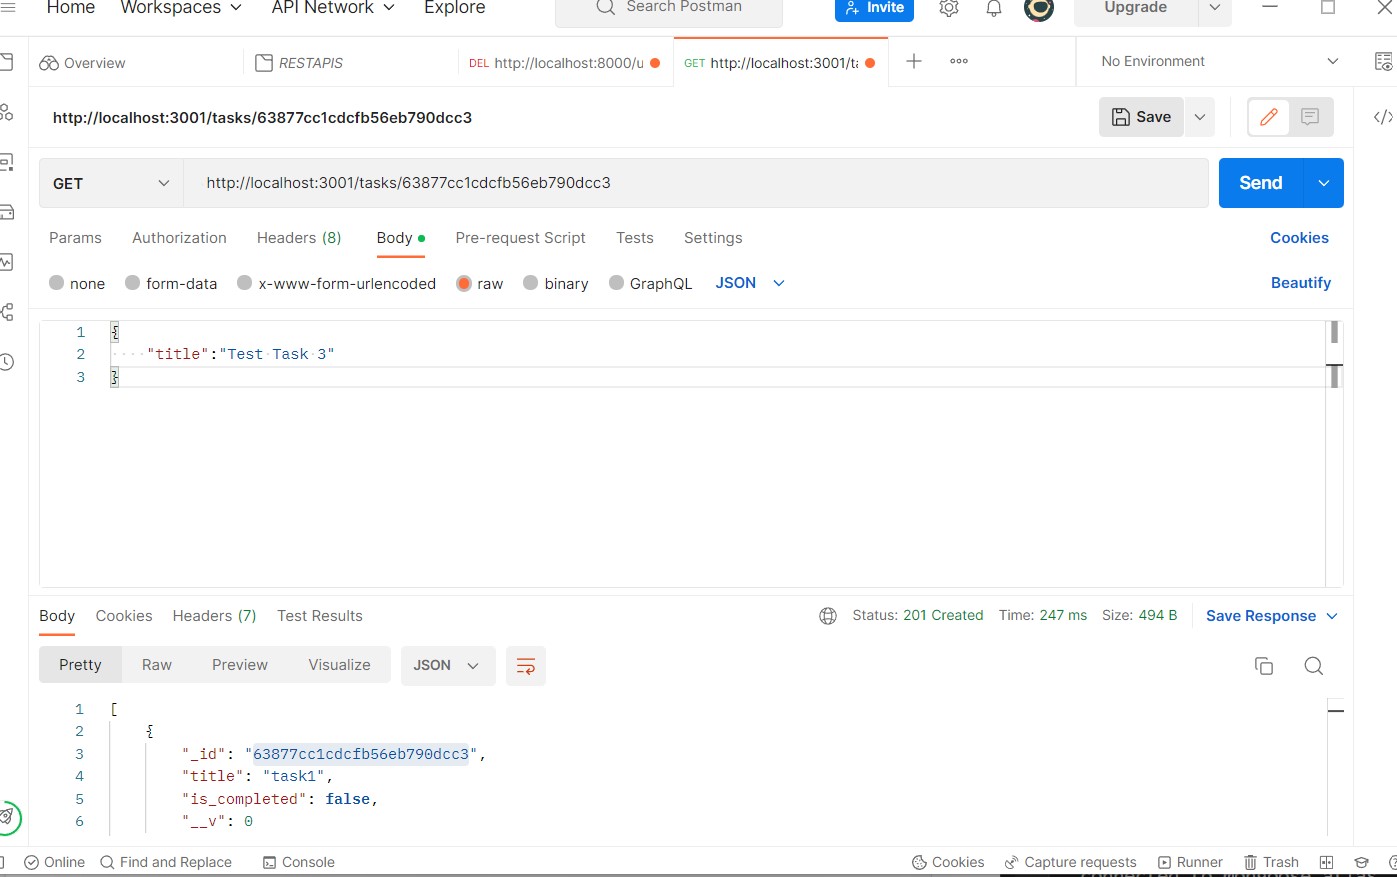 Home Workspaces API Network Explore Search Postman Invite Upgrade
Overview RESTAPIS DEL http://localhost:8000/u GET http://localhost:3001/ta No Environment
http://localhost:3001/tasks/63877cc1cdcfb56eb790dcc3 Save
GET http://localhost:3001/tasks/63877cc1cdcfb56eb790dcc3 Send
Params Authorization Headers (8) Body Pre-request Script Tests Settings Cookies
none form-data x-www-form-urlencoded raw binary GraphQL JSON Beautify
1 {
2 "title":"Test Task 3"
3 }
Body Cookies Headers (7) Test Results Status: 201 Created Time: 247 ms Size: 494 B Save Response
Pretty Raw Preview Visualize JSON
1 [
2 {
3 "_id": "63877cc1cdcfb56eb790dcc3",
4 "title": "task1",
5 "is_completed": false,
6 "__v": 0
Online Find and Replace Console Cookies Capture requests Runner Trash